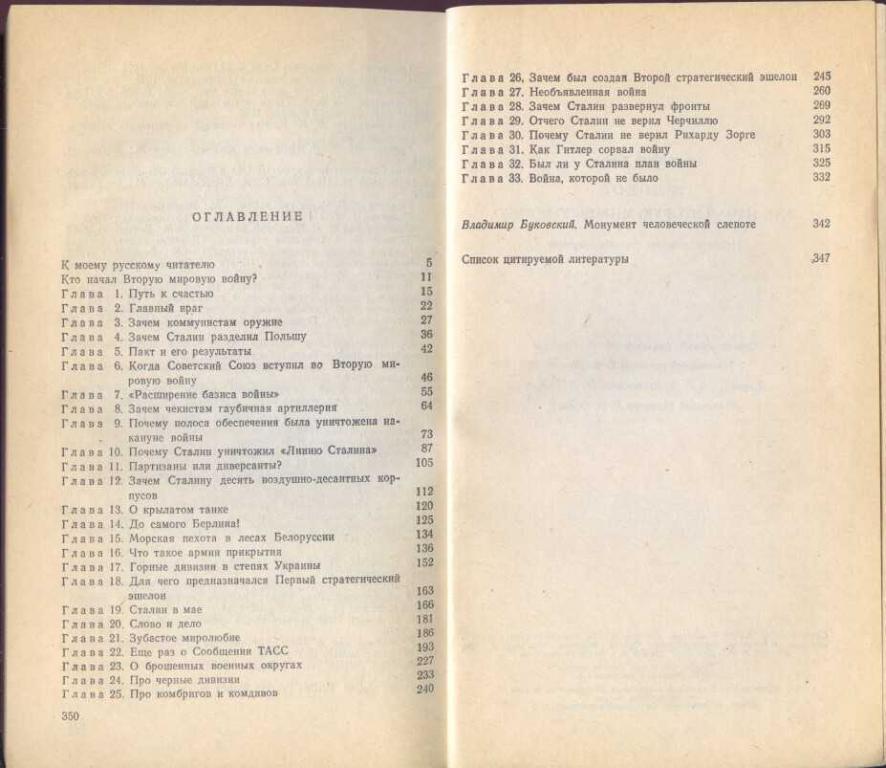 ОГЛАВЛЕНИЕ
К моему русскому читателю 5
Кто начал Вторую мировую войну? 11
Глава 1. Путь к счастью 15
Глава 2. Главный враг 22
Глава 3. Зачем коммунистам оружие 27
Глава 4. Зачем Сталин разделил Польшу 36
Глава 5. Пакт и его результаты 42
Глава 6. Когда Советский Союз вступил во Вторую ми-
ровую войну 46
Глава 7. «Расширение базиса войны» 55
Глава 8. Зачем чекистам гаубичная артиллерия 64
Глава 9. Почему полоса обеспечения была уничтожена на-
кануне войны 73
Глава 10. Почему Сталин уничтожил «Линию Сталина» 87
Глава 11. Партизаны или диверсанты? 105
Глава 12. Зачем Сталину десять воздушно-десантных кор-
пусов 112
Глава 13. О крылатом танке 120
Глава 14. До самого Берлина! 125
Глава 15. Морская пехота в лесах Белоруссии 134
Глава 16. Что такое армии прикрытия 136
Глава 17. Горные дивизии в степях Украины 152
Глава 18. Для чего предназначался Первый стратегический
эшелон 163
Глава 19. Сталин в мае 166
Глава 20. Слово и дело 181
Глава 21. Зубастое миролюбие 186
Глава 22. Еще раз о Сообщении ТАСС 193
Глава 23. О брошенных военных округах 227
Глава 24. Про черные дивизии 233
Глава 25. Про комбригов и комдивов 240
350
Глава 26. Зачем был создан Второй стратегический эшелон 245
Глава 27. Необъявленная война 260
Глава 28. Зачем Сталин развернул фронты 269
Глава 29. Отчего Сталин не верил Черчиллю 292
Глава 30. Почему Сталин не верил Рихарду Зорге 303
Глава 31. Как Гитлер сорвал войну 315
Глава 32. Был ли у Сталина план войны 325
Глава 33. Война, которой не было 332
Владимир Буковский. Монумент человеческой слепоте 342
Список цитируемой литературы 347